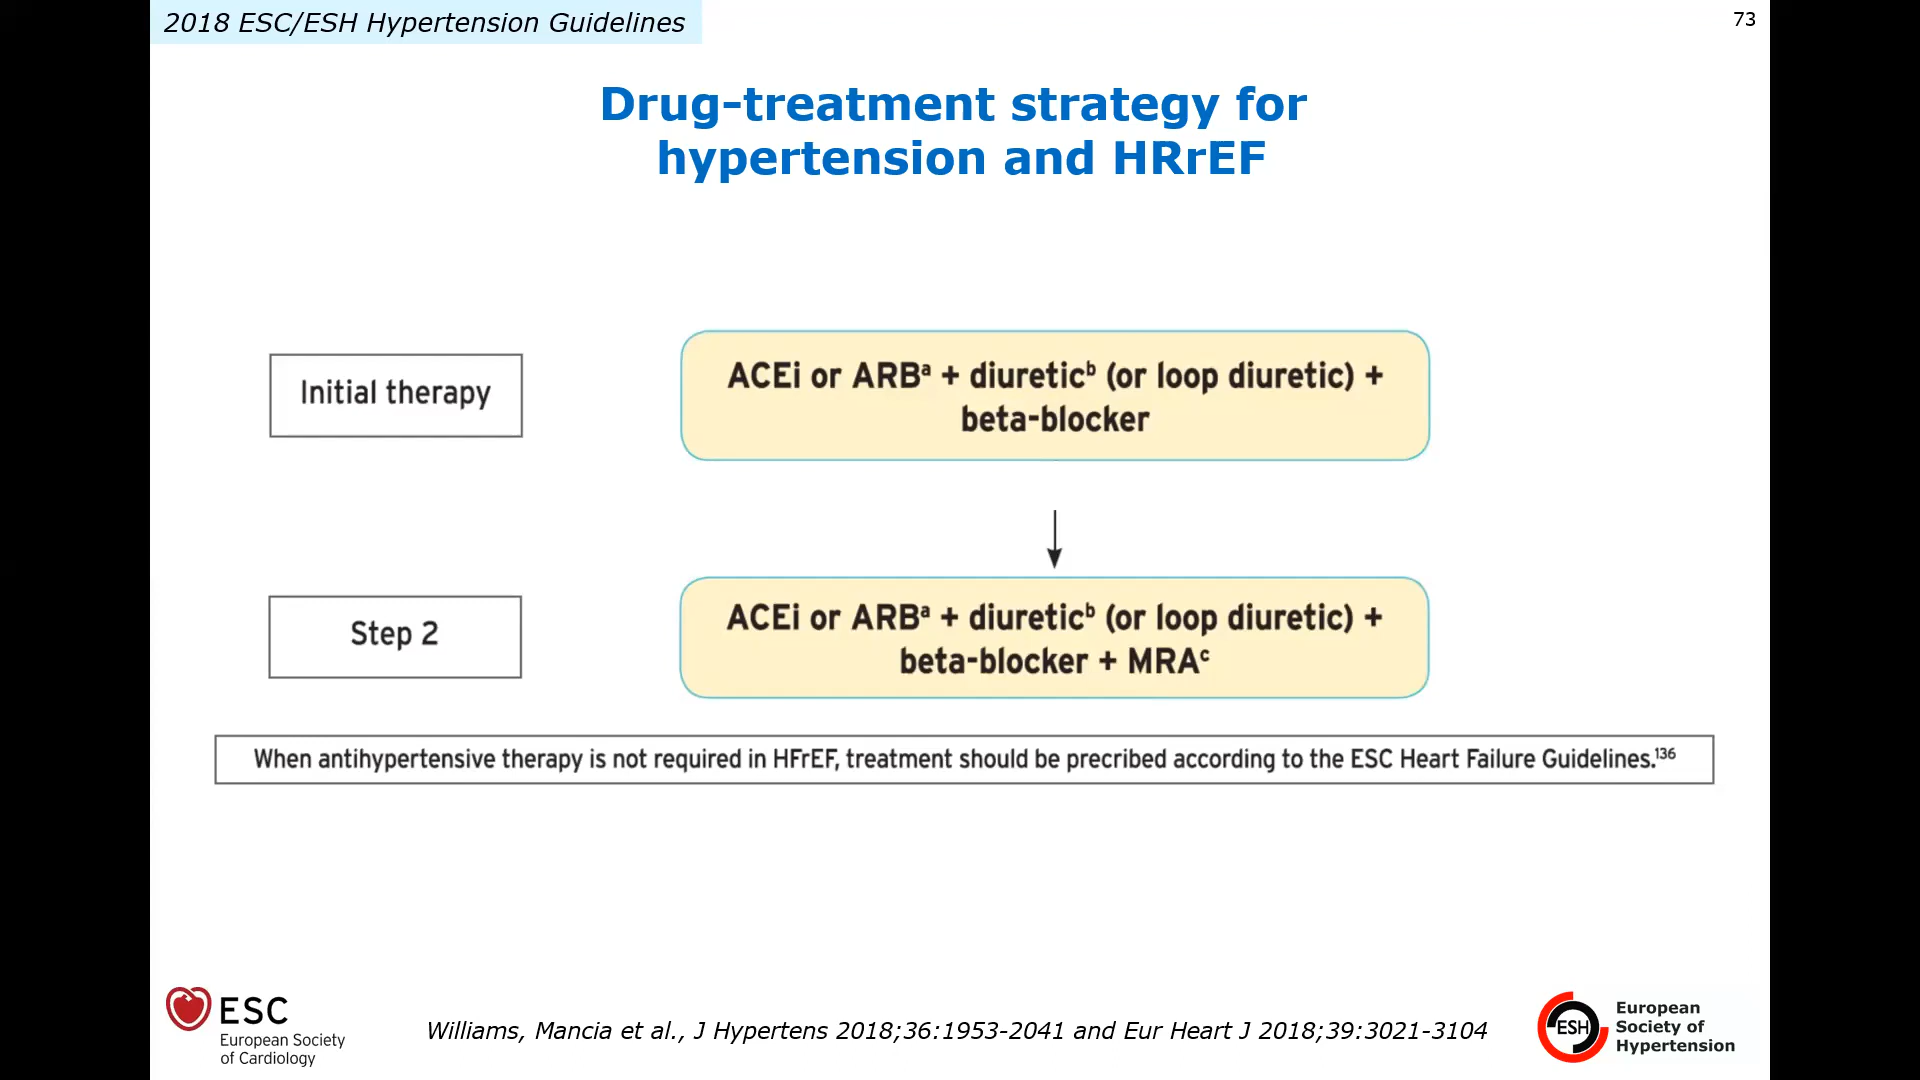 2018 ESC/ESH Hypertension Guidelines
73
Drug-treatment strategy for
hypertension and HRrEF
Initial therapy
ACEi or ARBᵃ + diureticᵇ (or loop diuretic) +
beta-blocker
Step 2
ACEi or ARBᵃ + diureticᵇ (or loop diuretic) +
beta-blocker + MRAᶜ
When antihypertensive therapy is not required in HFrEF, treatment should be precribed according to the ESC Heart Failure Guidelines.¹³⁶
ESC
European Society
of Cardiology
Williams, Mancia et al., J Hypertens 2018;36:1953-2041 and Eur Heart J 2018;39:3021-3104
ESH
European
Society of
Hypertension